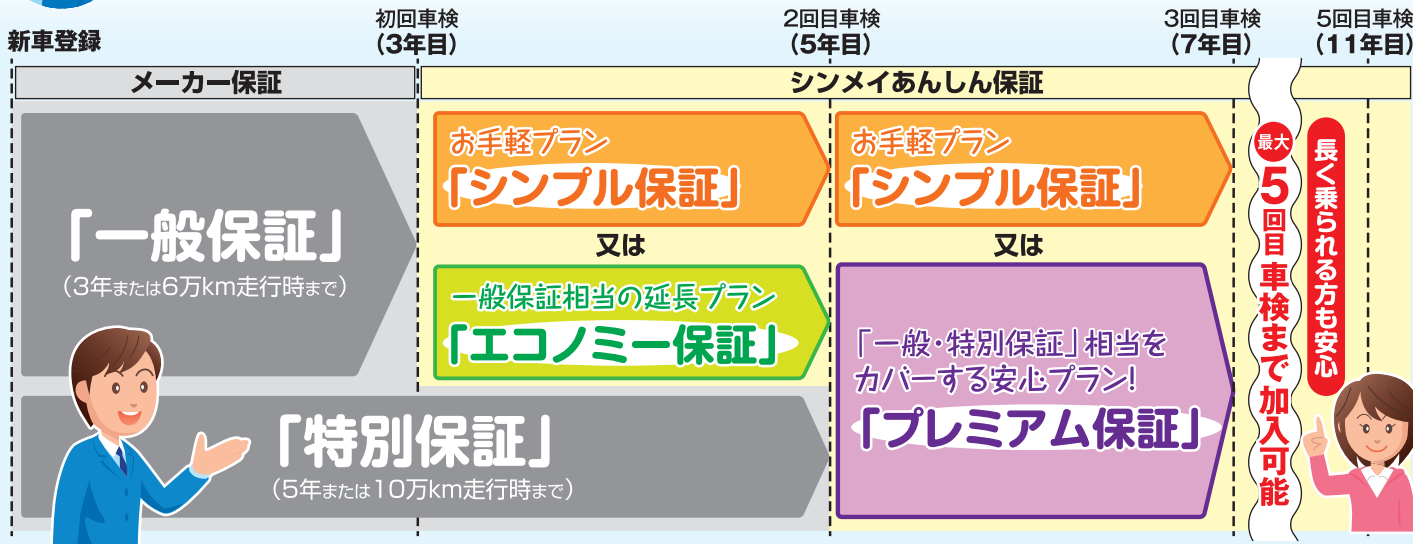 新車登録
初回車検
(3年目)
2回目車検
(5年目)
3回目車検
(7年目)
5回目車検
(11年目)
メーカー保証
シンメイあんしん保証
「一般保証」
(3年または6万km走行時まで)
「特別保証」
(5年または10万km走行時まで)
お手軽プラン
「シンプル保証」
又は
一般保証相当の延長プラン
「エコノミー保証」
お手軽プラン
「シンプル保証」
又は
「一般・特別保証」相当を
カバーする安心プラン!
「プレミアム保証」
最大5回目車検まで加入可能
長く乗られる方も安心